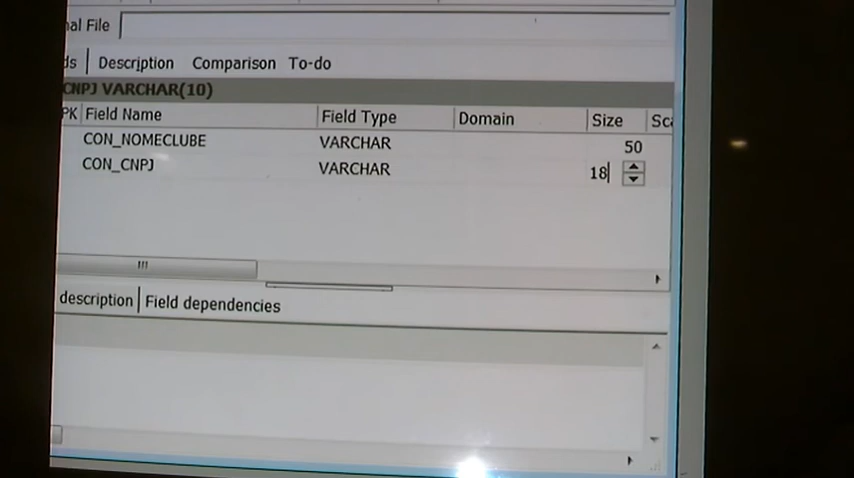 nal File
ds Description Comparison To-do
CNPJ VARCHAR(10)
PK Field Name Field Type Domain Size Sca
CON_NOMECLUBE VARCHAR 50
CON_CNPJ VARCHAR 18
description Field dependencies